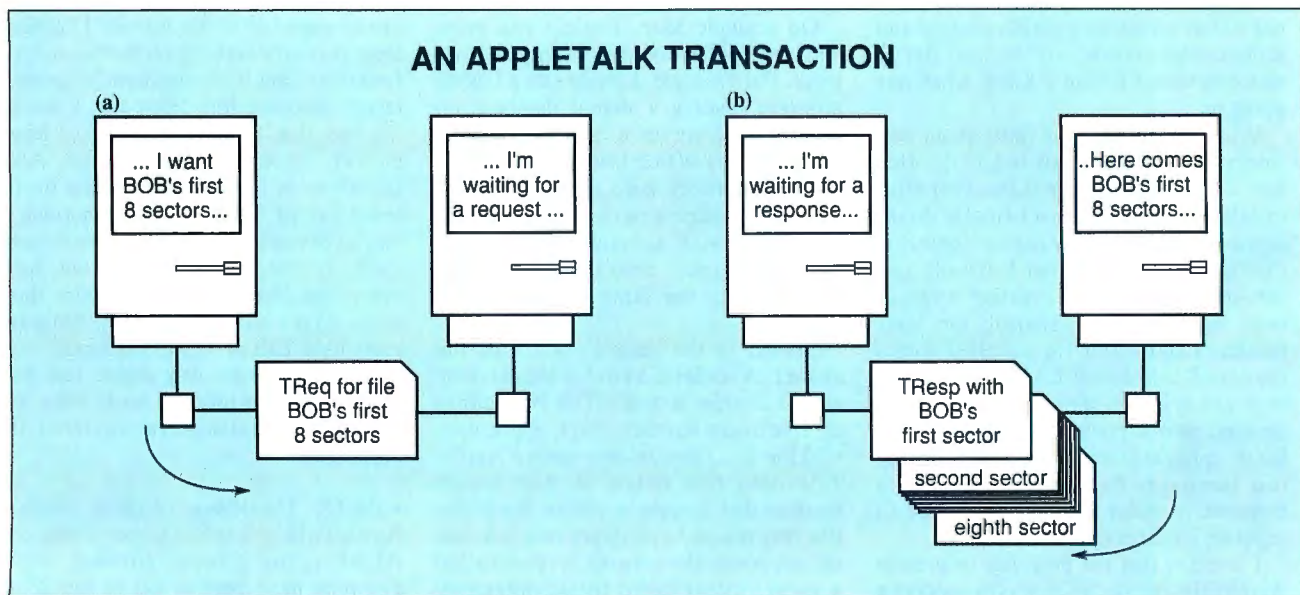 AN APPLETALK TRANSACTION
(a)
... I want
BOB's first
8 sectors...
... I'm
waiting for
a request ...
TReq for file
BOB's first
8 sectors
(b)
... I'm
waiting for a
response...
..Here comes
BOB's first
8 sectors...
TResp with
BOB's
first sector
second sector
eighth sector